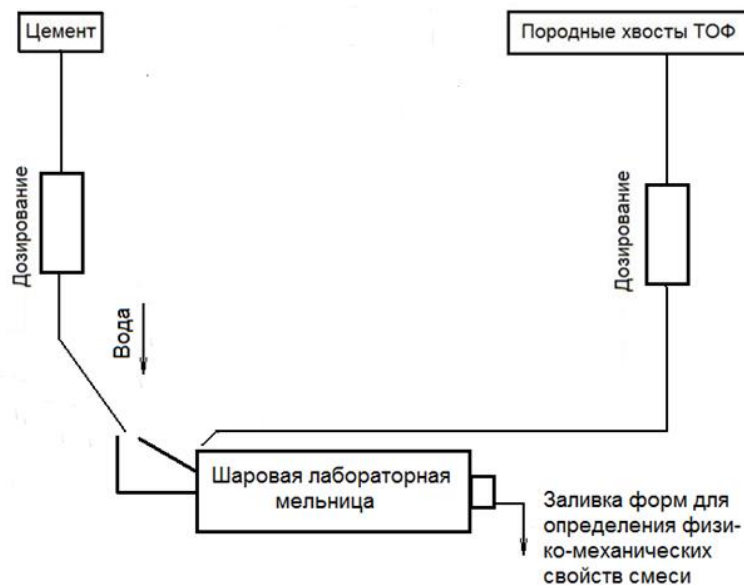 Цемент
Породные хвосты ТОФ
Дозирование
Дозирование
Вода
Шаровая лабораторная
мельница
Заливка форм для
определения физи-
ко-механических
свойств смеси